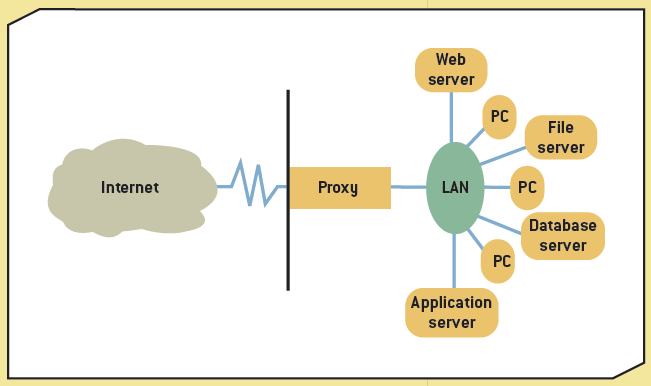 Web
server
PC
File
server
Internet
Proxy
LAN
PC
Database
server
PC
Application
server